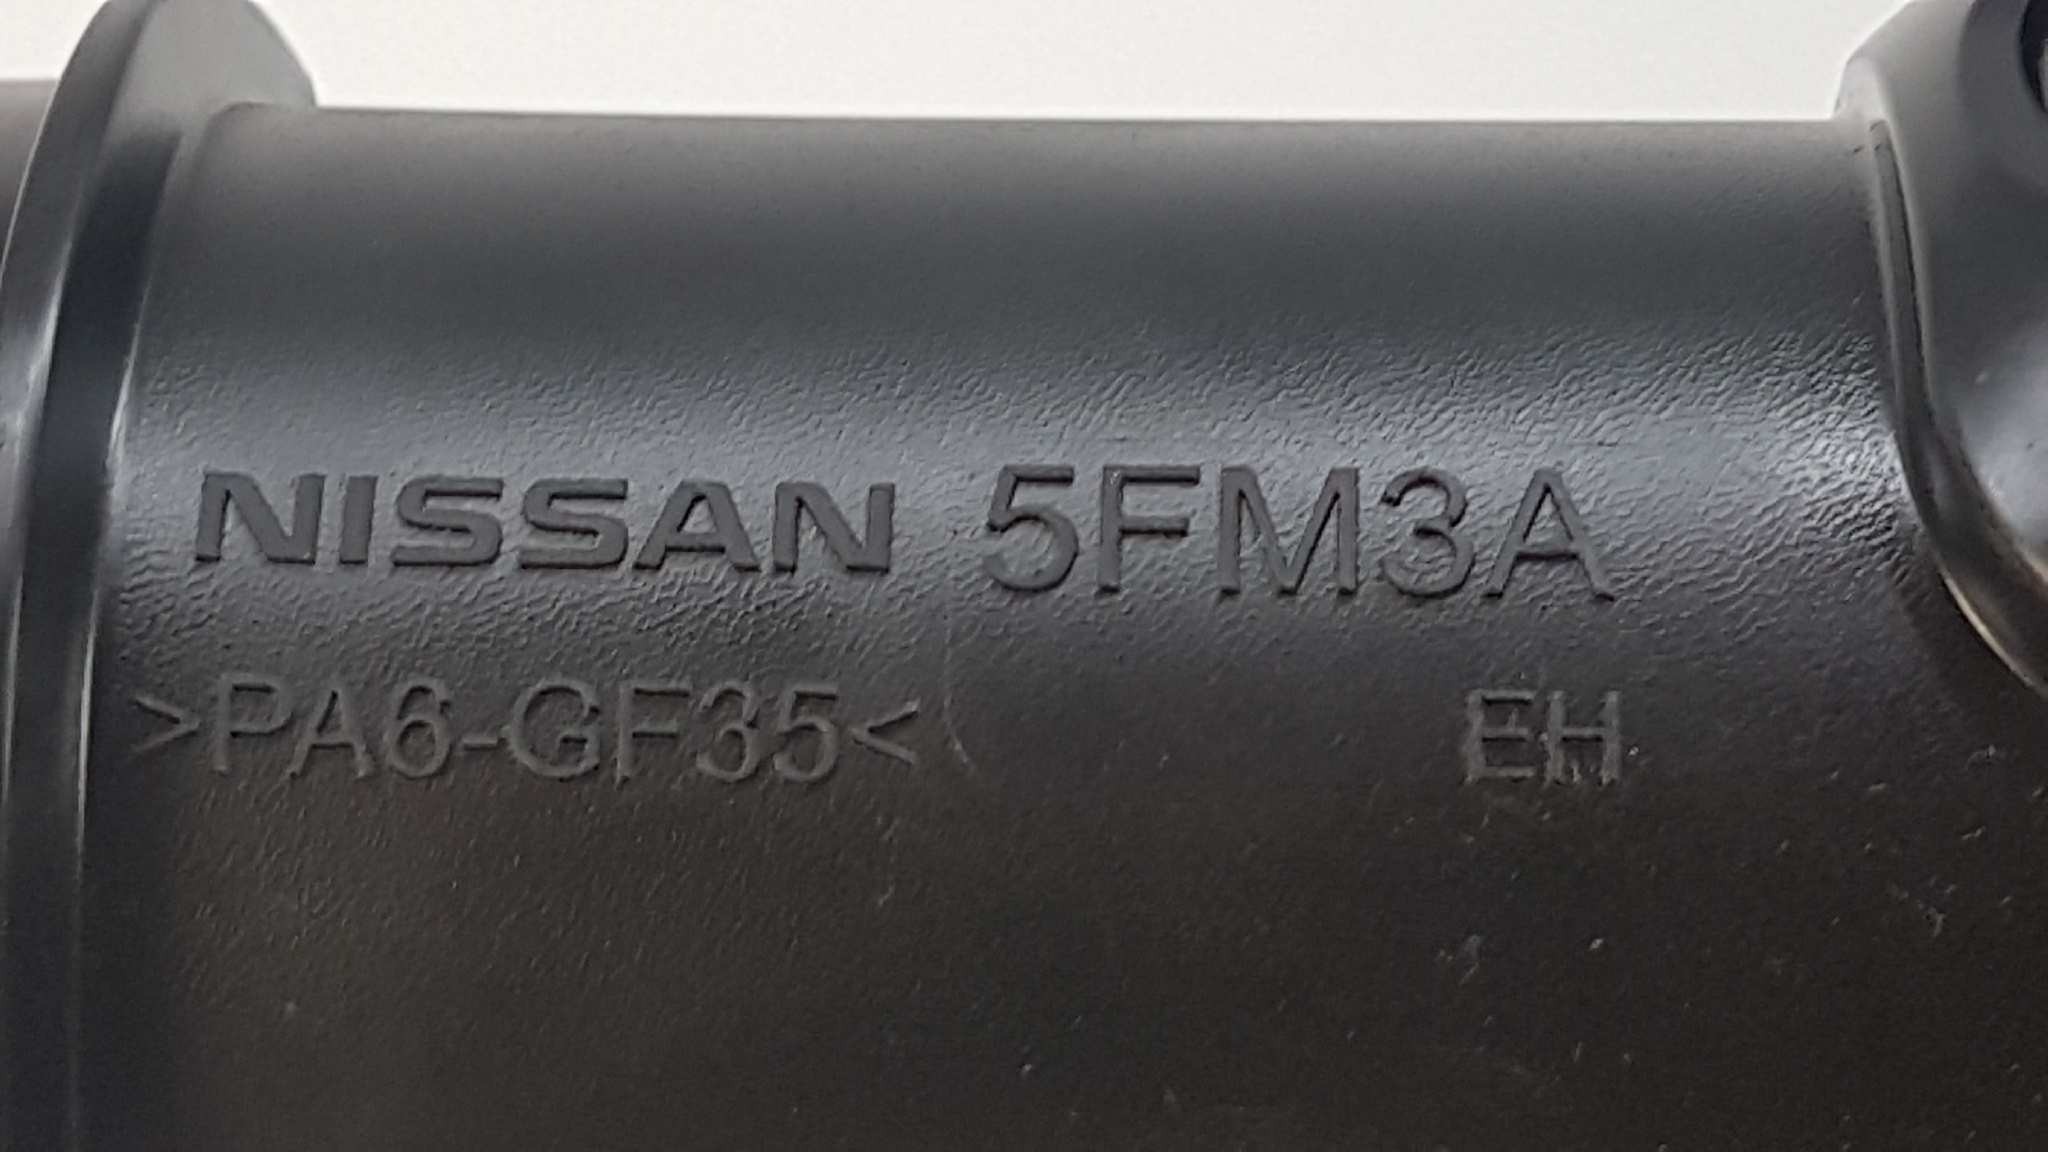 NISSAN 5FM3A
>PA6-GF35< EH